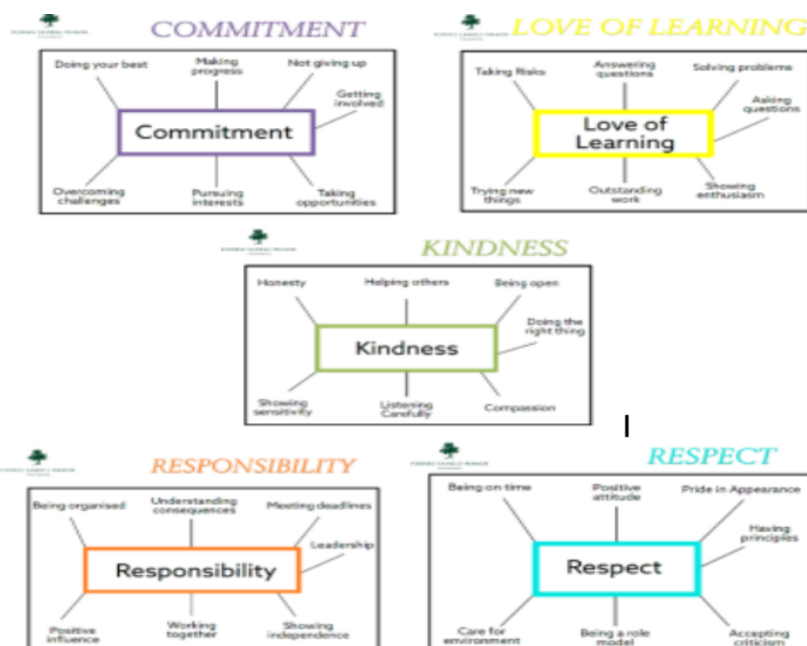 COMMITMENT
Doing your best
Making
progress
Not giving up
Getting
involved
Commitment
Overcoming
challenges
Pursuing
interests
Taking
opportunities
LOVE OF LEARNING
Taking Risks
Answering
questions
Solving problems
Asking
questions
Love of
Learning
Trying new
things
Outstanding
work
Showing
enthusiasm
KINDNESS
Honesty
Helping others
Being open
Doing the
right thing
Kindness
Showing
sensitivity
Listening
Carefully
Compassion
RESPONSIBILITY
Being organised
Understanding
consequences
Meeting deadlines
Leadership
Responsibility
Positive
influence
Working
together
Showing
independence
RESPECT
Being on time
Positive
attitude
Pride in Appearance
Having
principles
Respect
Care for
environment
Being a role
model
Accepting
criticism